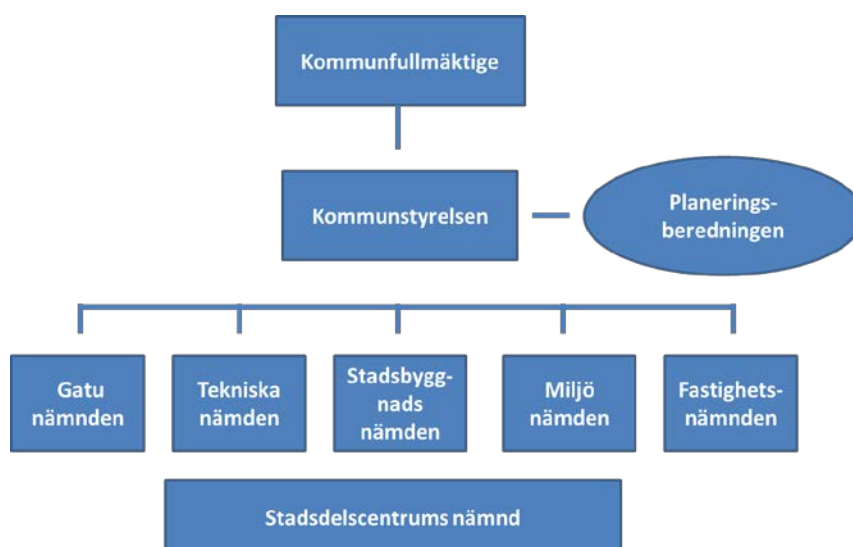 Kommunfullmäktige
Kommunstyrelsen
Planerings-
beredningen
Gatu
nämnden
Tekniska
nämden
Stadsbygg-
nads
nämden
Miljö
nämden
Fastighets-
nämnden
Stadsdelscentrums nämnd